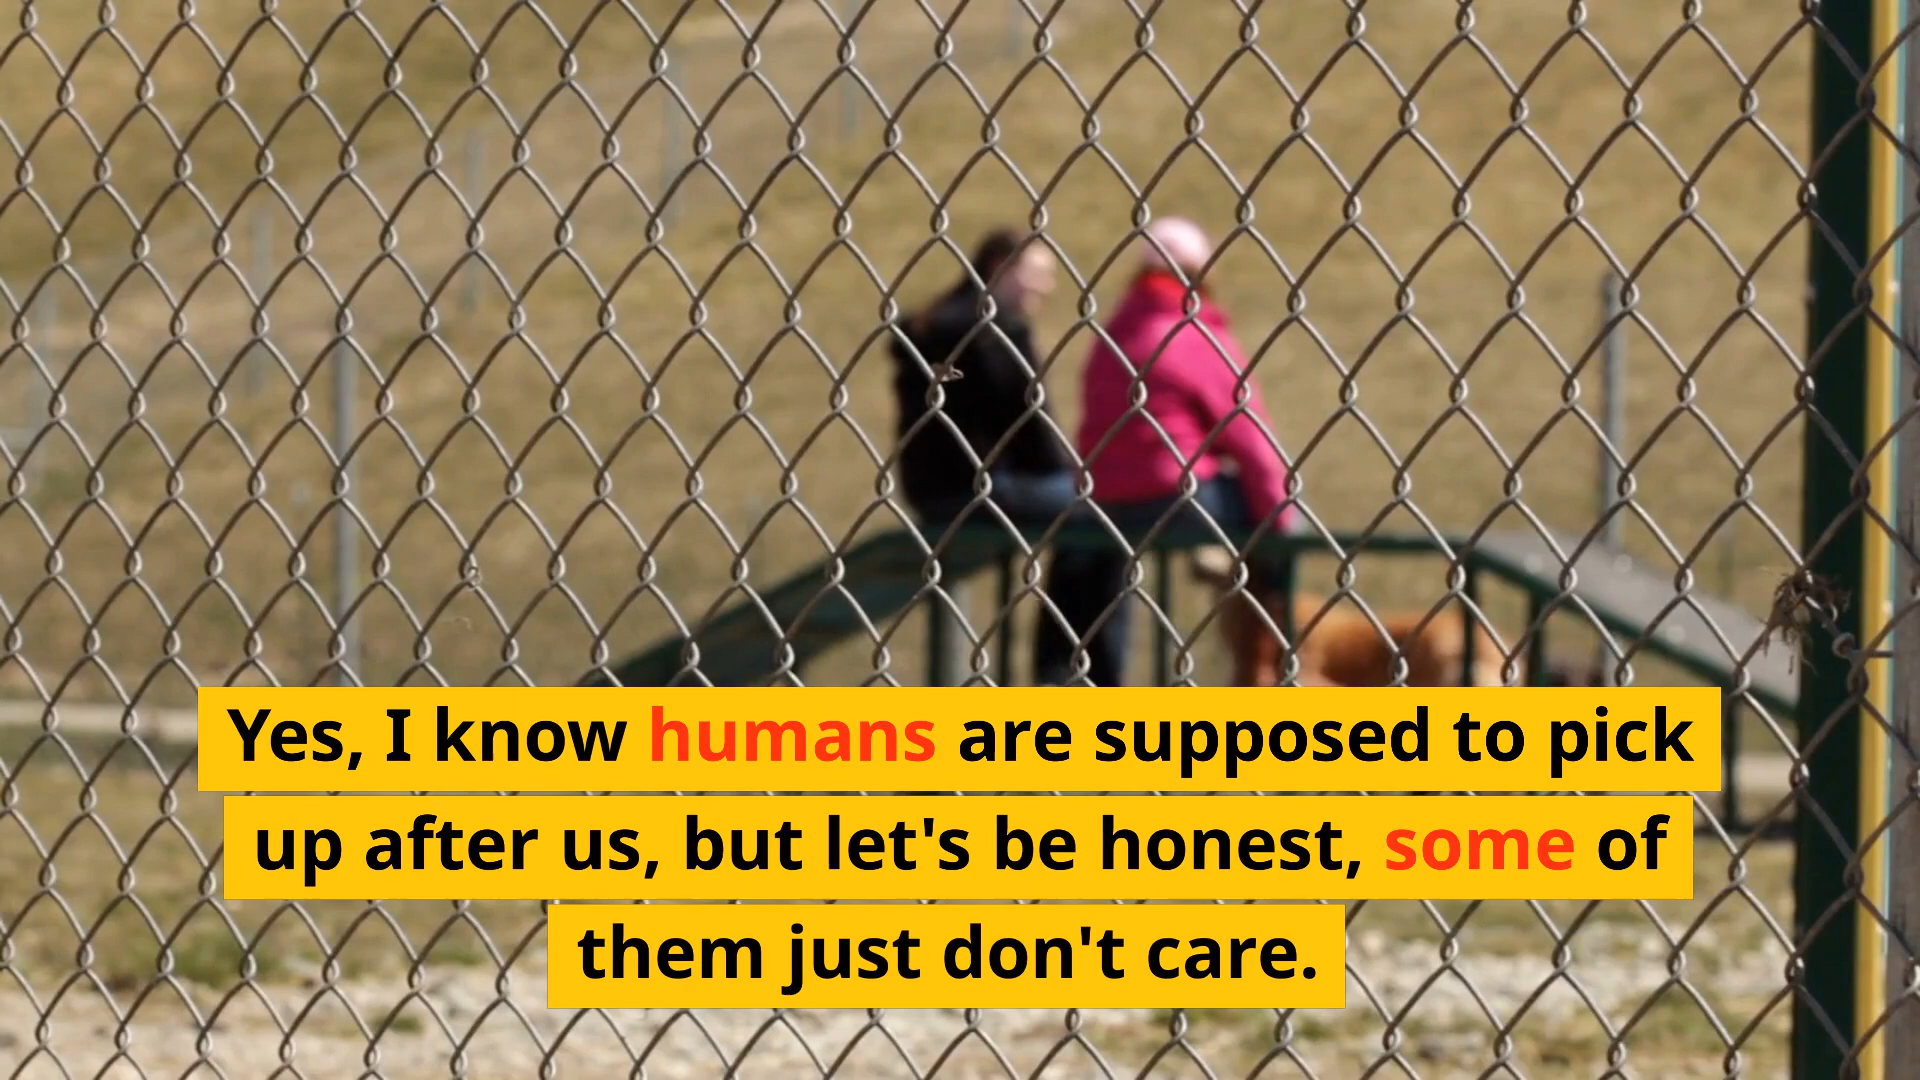 Yes, I know humans are supposed to pick
up after us, but let's be honest, some of
them just don't care.